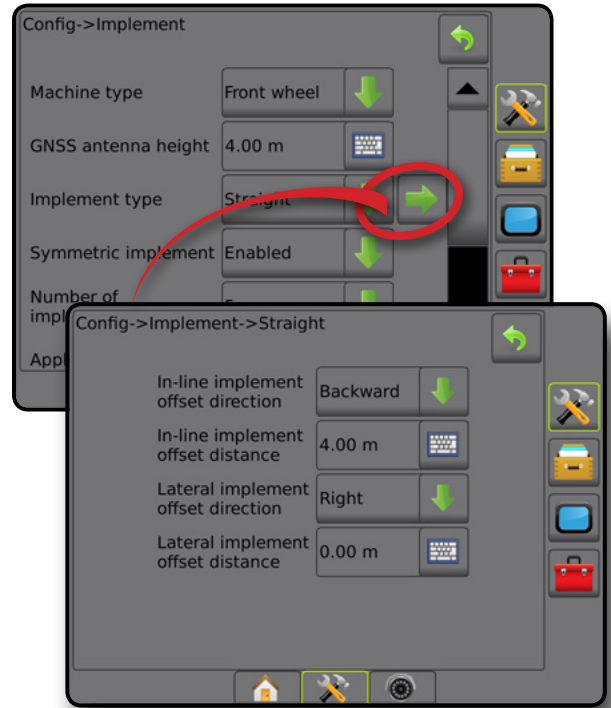 Config->Implement
Machine type Front wheel
GNSS antenna height 4.00 m
Implement type Straight
Symmetric implement Enabled
Number of
Config->Implement->Straight
In-line implement
offset direction Backward
In-line implement
offset distance 4.00 m
Lateral implement
offset direction Right
Lateral implement
offset distance 0.00 m